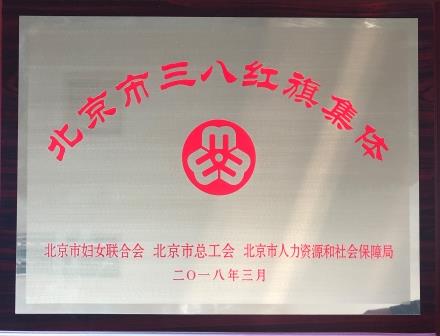 北京市三八红旗集体
北京市妇女联合会 北京市总工会 北京市人力资源和社会保障局
二〇一八年三月